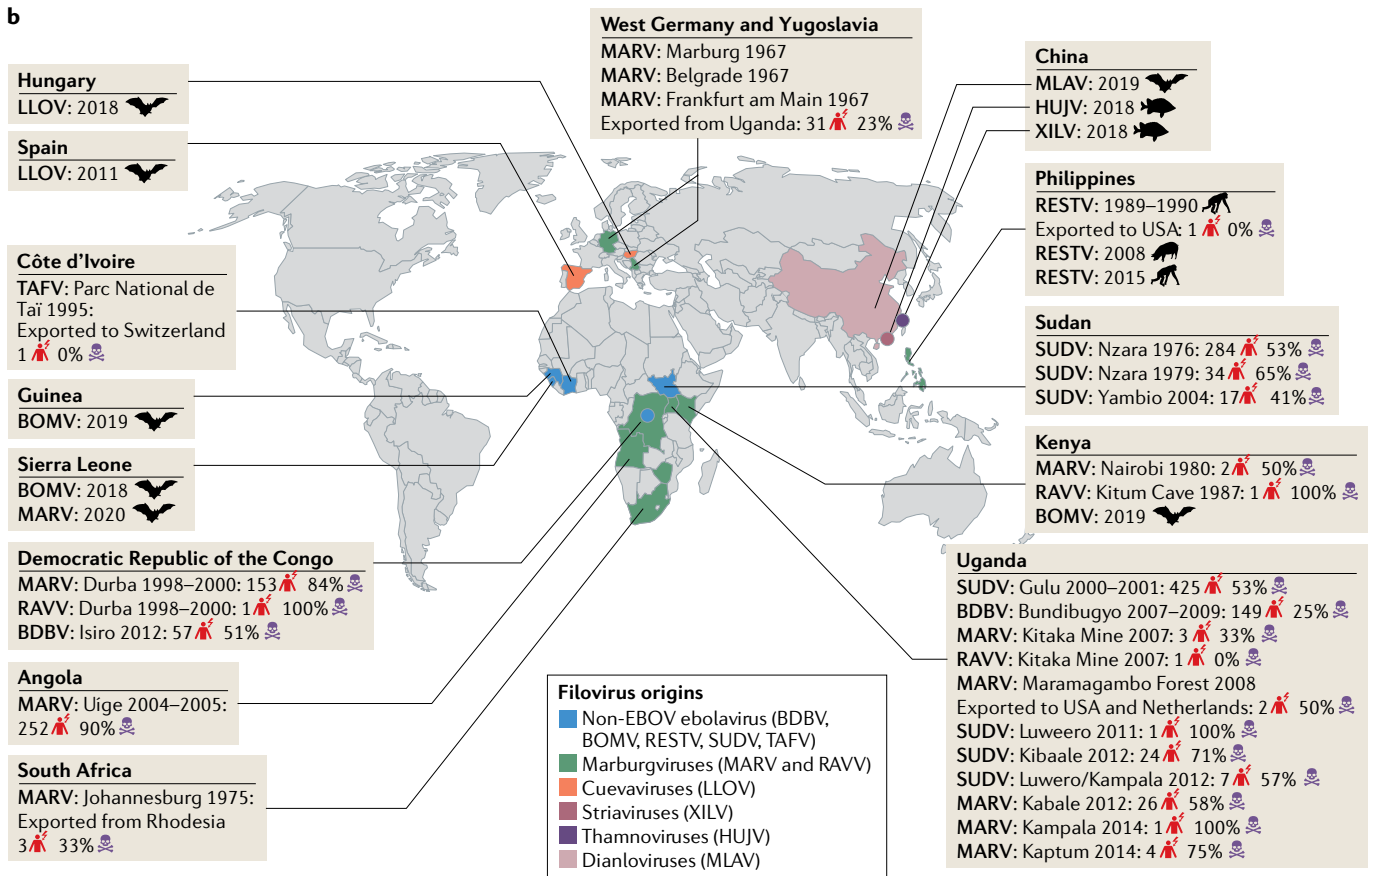 b
West Germany and Yugoslavia
MARV: Marburg 1967
MARV: Belgrade 1967
MARV: Frankfurt am Main 1967
Exported from Uganda: 31 23%
China
MLAV: 2019
HUJV: 2018
XILV: 2018
Hungary
LLOV: 2018
Spain
LLOV: 2011
Philippines
RESTV: 1989–1990
Exported to USA: 1 0%
RESTV: 2008
RESTV: 2015
Côte d’Ivoire
TAFV: Parc National de
Taï 1995:
Exported to Switzerland
1 0%
Sudan
SUDV: Nzara 1976: 284 53%
SUDV: Nzara 1979: 34 65%
SUDV: Yambio 2004: 17 41%
Guinea
BOMV: 2019
Sierra Leone
BOMV: 2018
MARV: 2020
Kenya
MARV: Nairobi 1980: 2 50%
RAVV: Kitum Cave 1987: 1 100%
BOMV: 2019
Democratic Republic of the Congo
MARV: Durba 1998–2000: 153 84%
RAVV: Durba 1998–2000: 1 100%
BDBV: Isiro 2012: 57 51%
Uganda
SUDV: Gulu 2000–2001: 425 53%
BDBV: Bundibugyo 2007–2009: 149 25%
MARV: Kitaka Mine 2007: 3 33%
RAVV: Kitaka Mine 2007: 1 0%
MARV: Maramagambo Forest 2008
Exported to USA and Netherlands: 2 50%
SUDV: Luweero 2011: 1 100%
SUDV: Kibaale 2012: 24 71%
SUDV: Luwero/Kampala 2012: 7 57%
MARV: Kabale 2012: 26 58%
MARV: Kampala 2014: 1 100%
MARV: Kaptum 2014: 4 75%
Angola
MARV: Uíge 2004–2005:
252 90%
South Africa
MARV: Johannesburg 1975:
Exported from Rhodesia
3 33%
Filovirus origins
Non-EBOV ebolavirus (BDBV,
BOMV, RESTV, SUDV, TAFV)
Marburgviruses (MARV and RAVV)
Cuevaviruses (LLOV)
Striaviruses (XILV)
Thamnoviruses (HUJV)
Dianloviruses (MLAV)